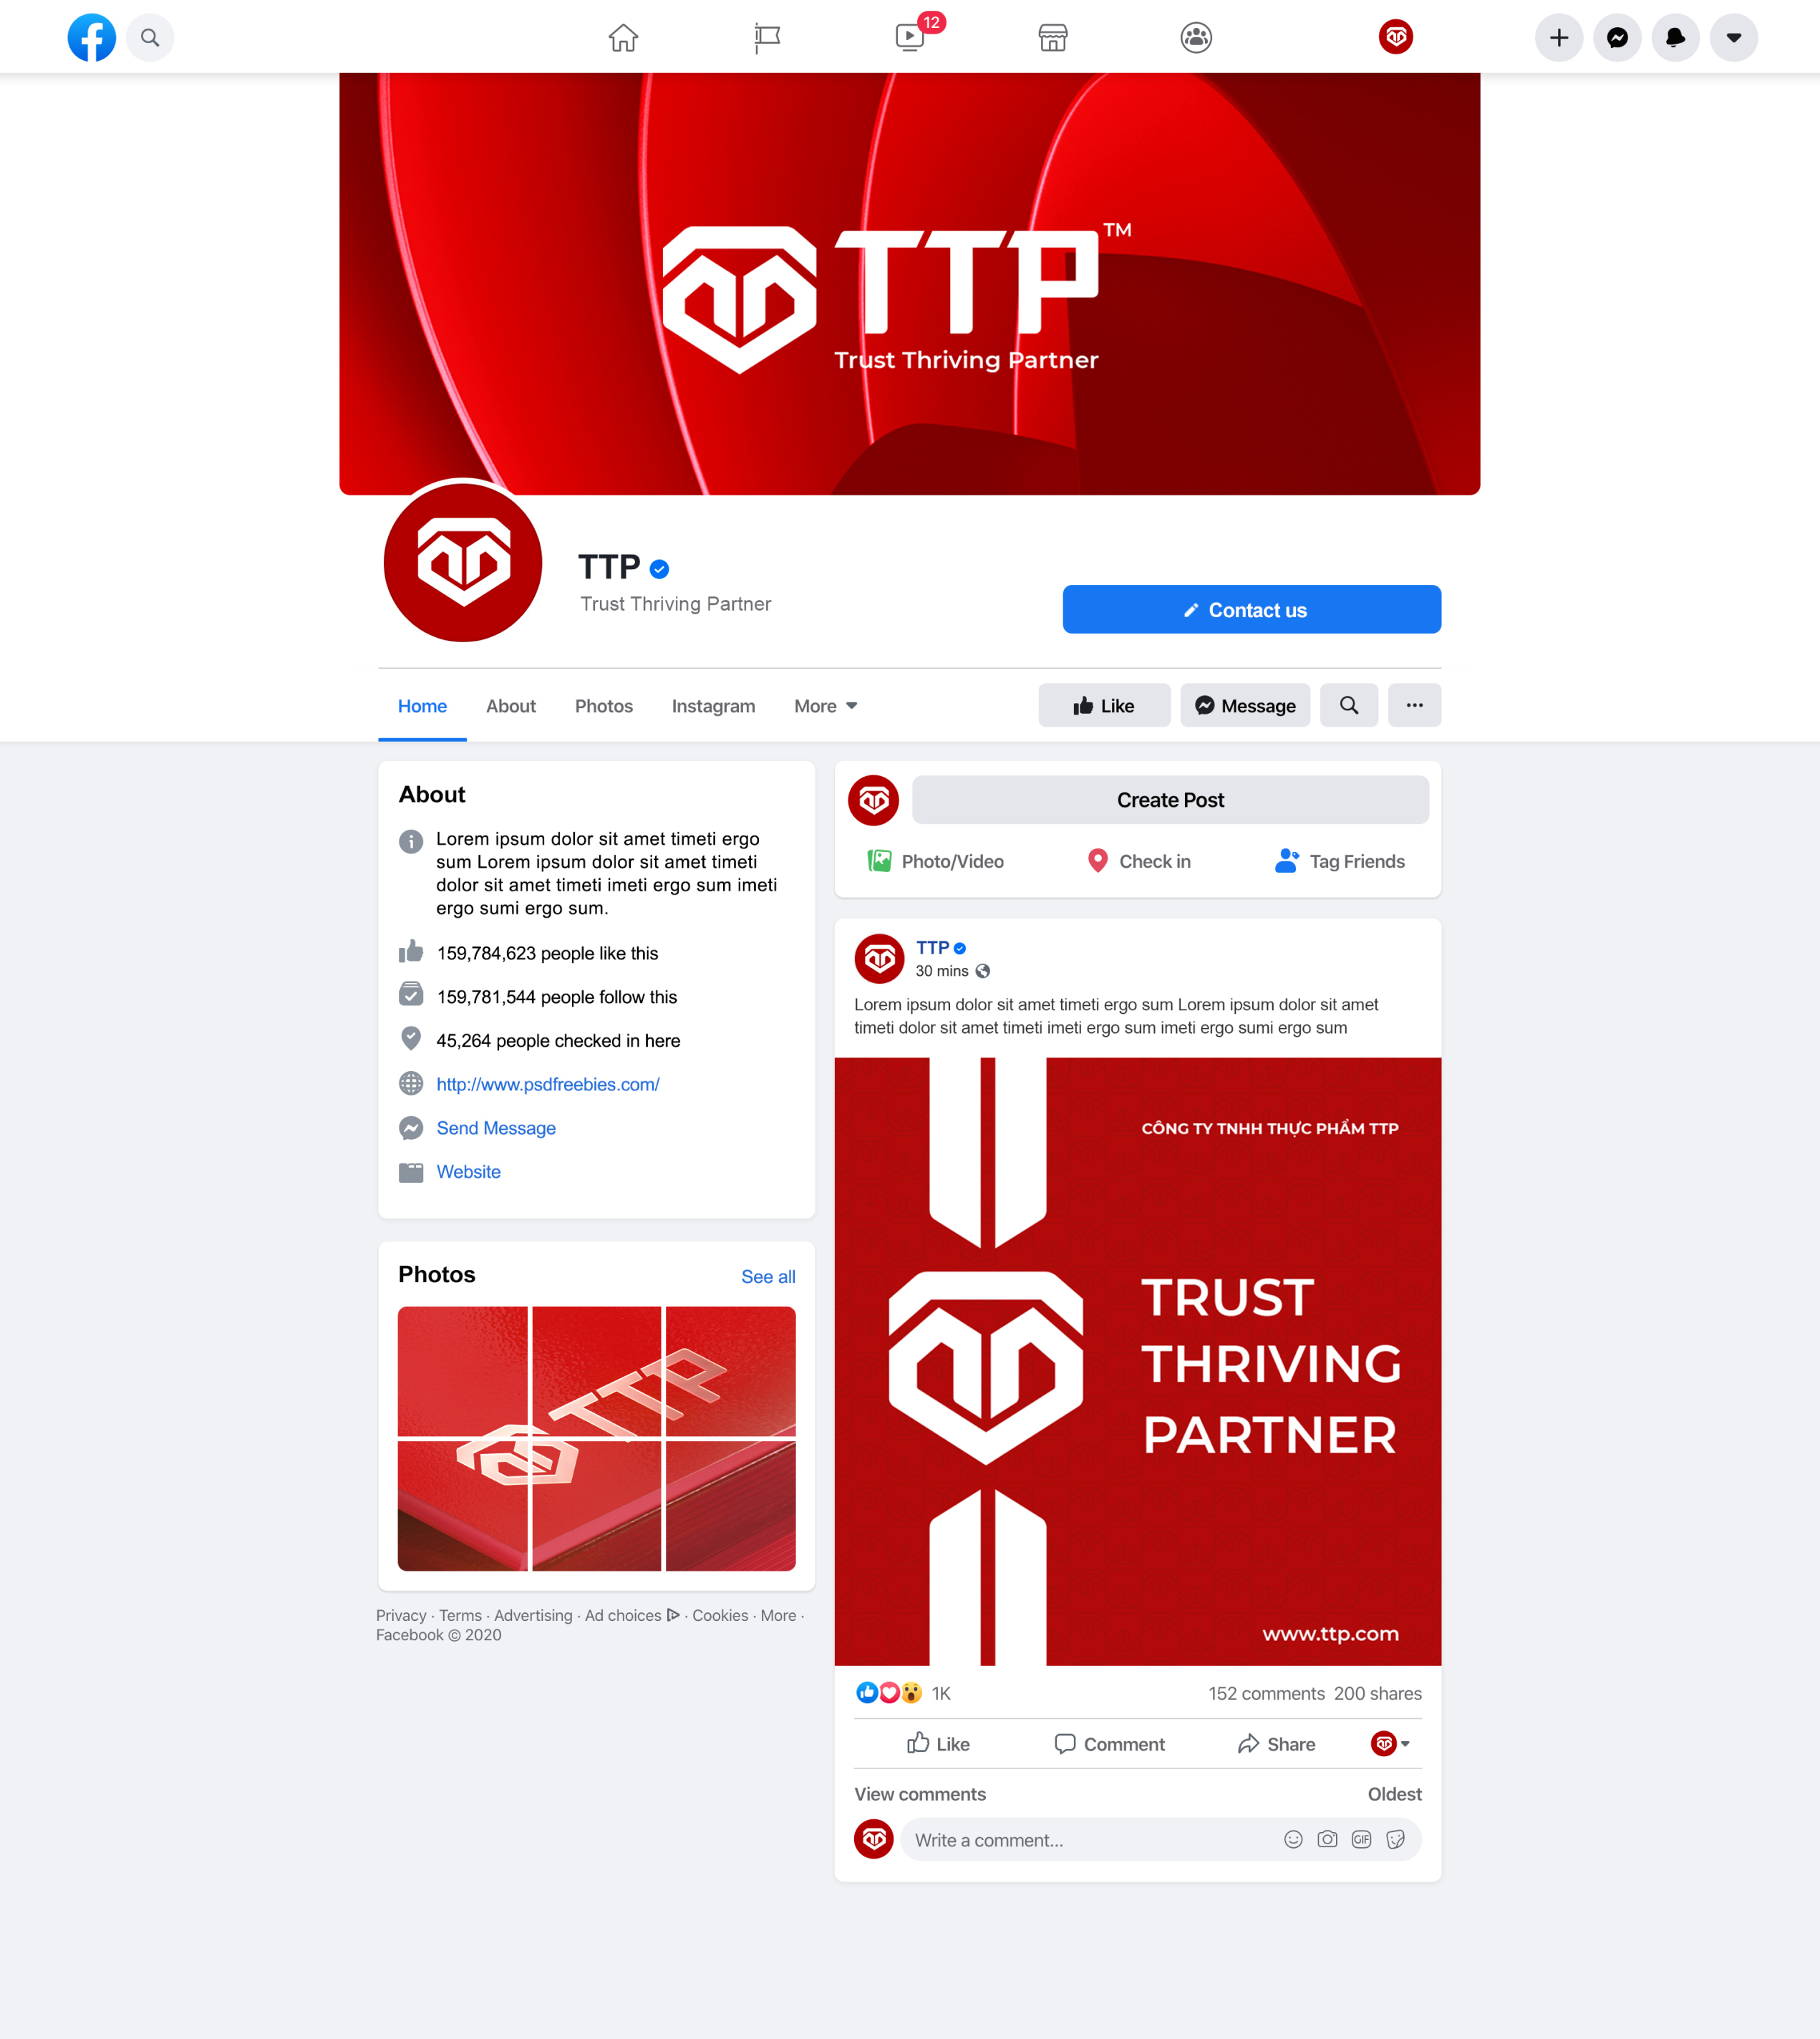 12
TTP TM
Trust Thriving Partner
TTP
Trust Thriving Partner
Contact us
Home
About
Photos
Instagram
More
Like
Message
About
Lorem ipsum dolor sit amet timeti ergo
sum Lorem ipsum dolor sit amet timeti
dolor sit amet timeti imeti ergo sum imeti
ergo sumi ergo sum.
159,784,623 people like this
159,781,544 people follow this
45,264 people checked in here
http://www.psdfreebies.com/
Send Message
Website
Photos
See all
TTP
Privacy · Terms · Advertising · Ad choices · Cookies · More ·
Facebook © 2020
Create Post
Photo/Video
Check in
Tag Friends
TTP
30 mins
Lorem ipsum dolor sit amet timeti ergo sum Lorem ipsum dolor sit amet
timeti dolor sit amet timeti imeti ergo sum imeti ergo sumi ergo sum
CÔNG TY TNHH THỰC PHẨM TTP
TRUST
THRIVING
PARTNER
www.ttp.com
1K
152 comments 200 shares
Like
Comment
Share
View comments
Oldest
Write a comment...
GIF